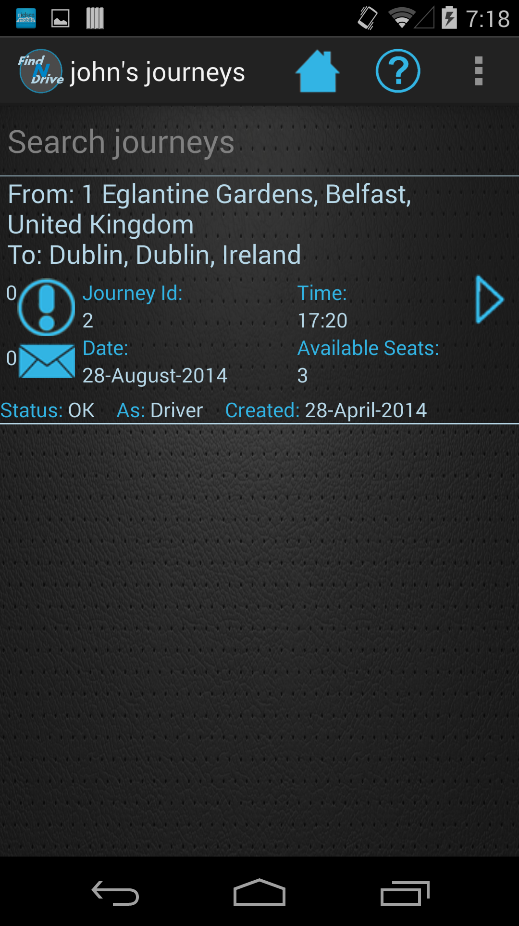 7:18
Find
N
Drive
john's journeys
?
Search journeys
From: 1 Eglantine Gardens, Belfast,
United Kingdom
To: Dublin, Dublin, Ireland
0 Journey Id: Time:
2 17:20
0 Date: Available Seats:
28-August-2014 3
Status: OK As: Driver Created: 28-April-2014